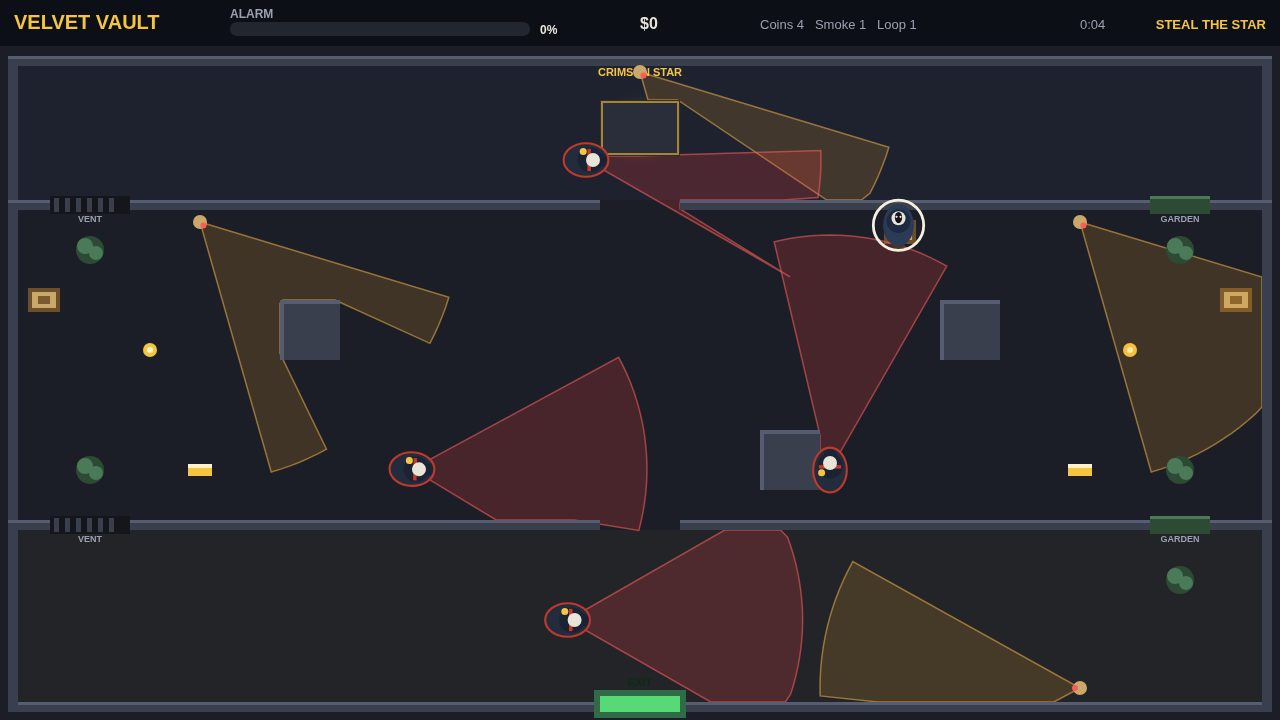 VELVET VAULT
ALARM
0%
$0
Coins 4 Smoke 1 Loop 1
0:04
STEAL THE STAR
CRIMSON STAR
VENT
GARDEN
VENT
GARDEN
EXIT